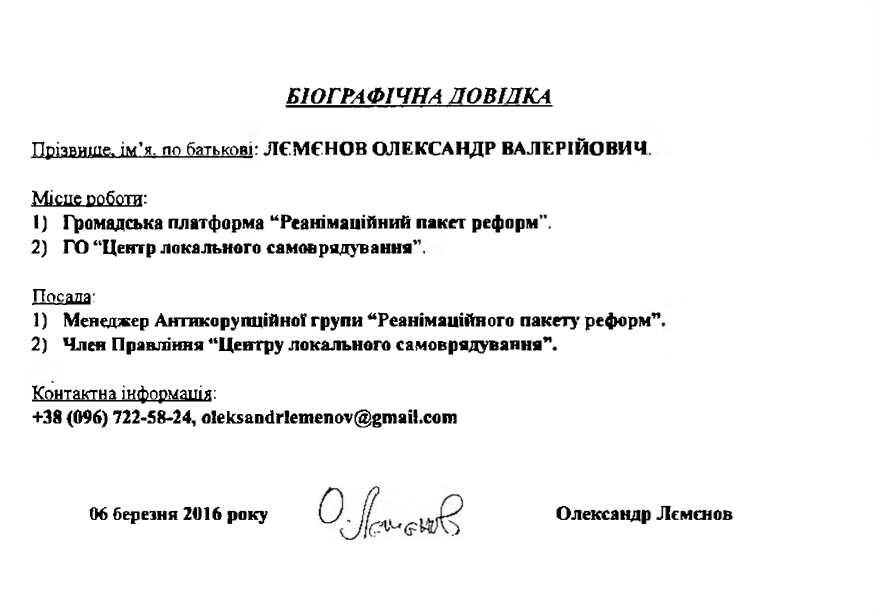 БІОГРАФІЧНА ДОВІДКА
Прізвище, ім’я, по батькові: ЛЄМЄНОВ ОЛЕКСАНДР ВАЛЕРІЙОВИЧ.
Місце роботи:
1) Громадська платформа “Реанімаційний пакет реформ”.
2) ГО “Центр локального самоврядування”.
Посада:
1) Менеджер Антикорупційної групи “Реанімаційного пакету реформ”.
2) Член Правління “Центру локального самоврядування”.
Контактна інформація:
+38 (096) 722-58-24, oleksandrlemenov@gmail.com
06 березня 2016 року О. Лєменов Олександр Лємєнов